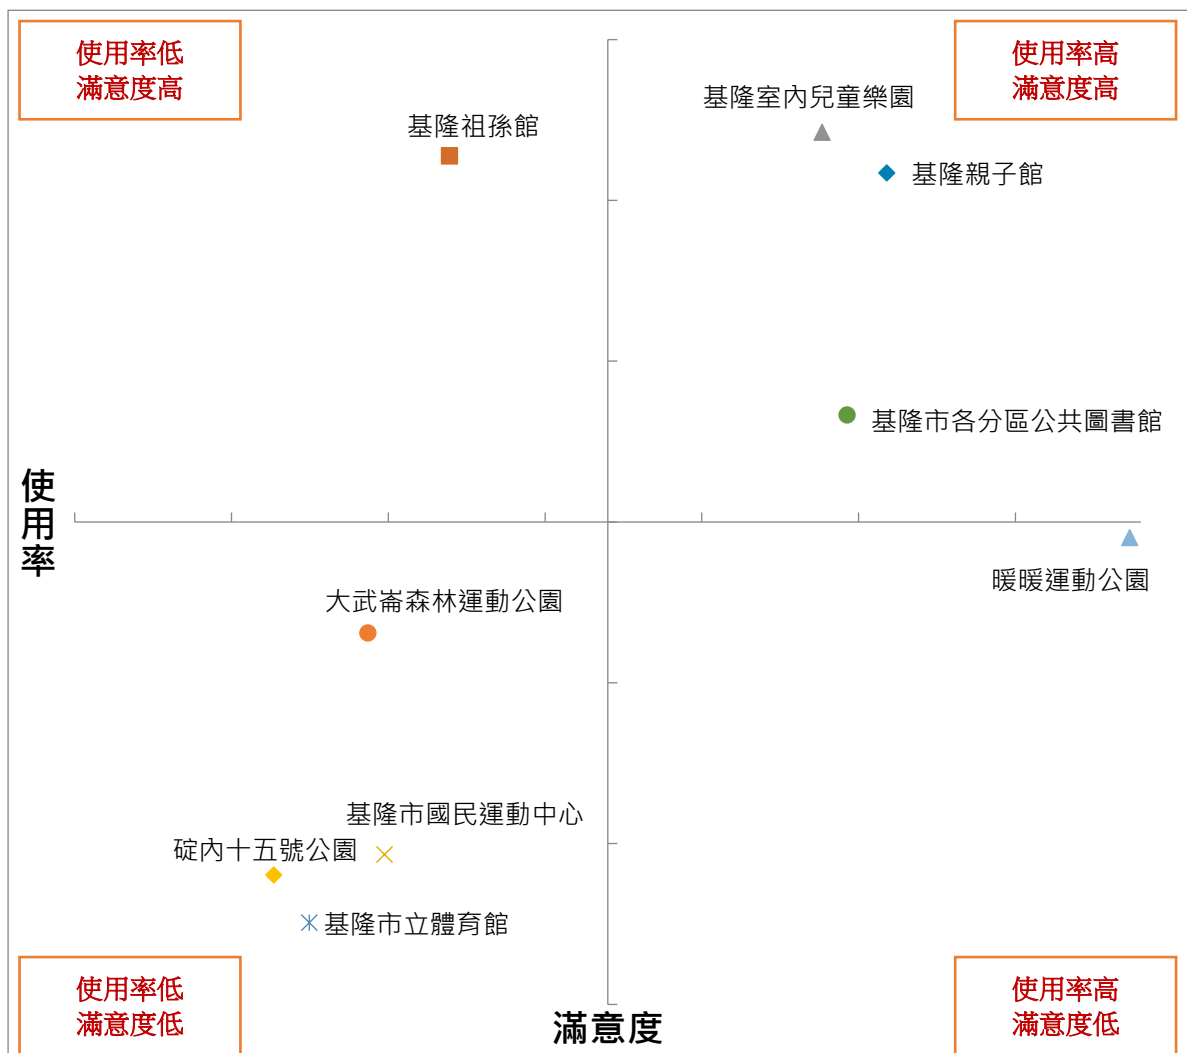 使用率低
滿意度高
使用率高
滿意度高
基隆室內兒童樂園
基隆祖孫館
基隆親子館
基隆市各分區公共圖書館
使用率
暖暖運動公園
大武崙森林運動公園
基隆市國民運動中心
碇內十五號公園
基隆市立體育館
使用率低
滿意度低
滿意度
使用率高
滿意度低